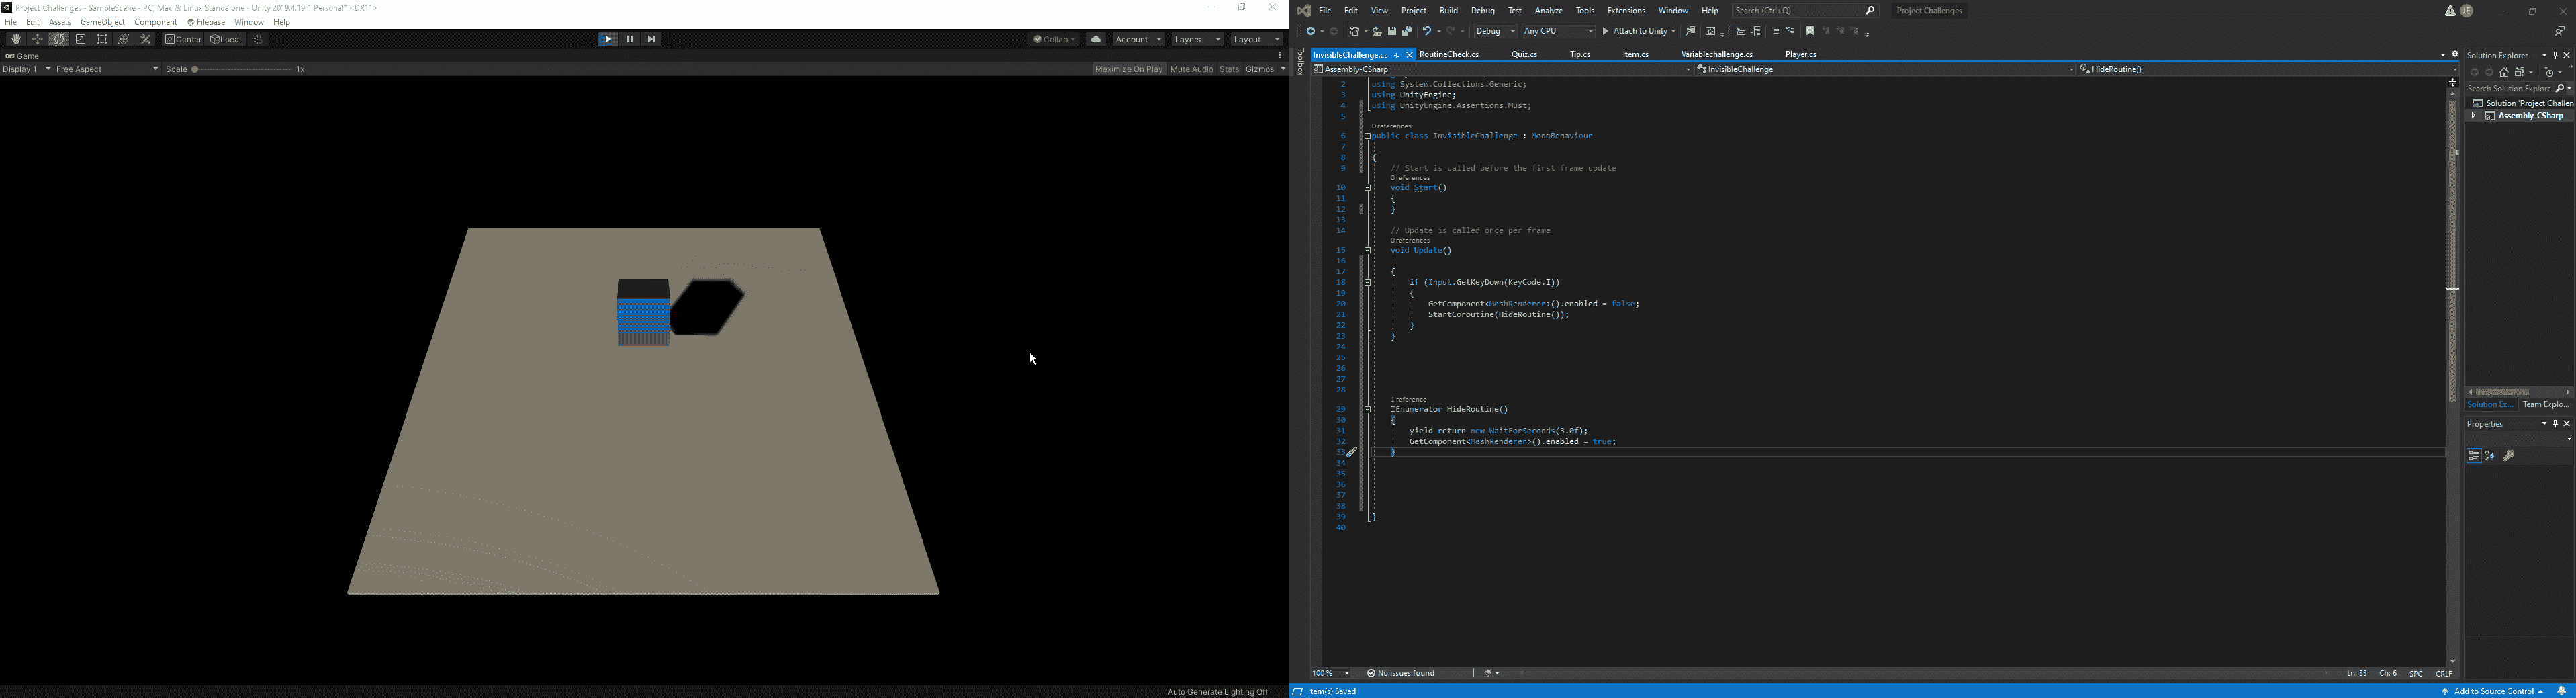 Project Challenges - SampleScene - PC, Mac & Linux Standalone - Unity 2019.4.19f1 Personal* <DX11>
File Edit Assets GameObject Component Filebase Window Help
Center Local Collab Account Layers Layout
Game
Display 1 Free Aspect Scale 1x Maximize On Play Mute Audio Stats Gizmos
Auto Generate Lighting Off
File Edit View Project Build Debug Test Analyze Tools Extensions Window Help Search (Ctrl+Q) Project Challenges JE
Debug Any CPU Attach to Unity
Toolbox
InvisibleChallenge.cs RoutineCheck.cs Quiz.cs Tip.cs Item.cs Variablechallenge.cs Player.cs
Assembly-CSharp InvisibleChallenge HideRoutine()
2 using System.Collections.Generic;
3 using UnityEngine;
4 using UnityEngine.Assertions.Must;
5
0 references
6 public class InvisibleChallenge : MonoBehaviour
7
8 {
9 // Start is called before the first frame update
0 references
10 void Start()
11 {
12 }
13
14 // Update is called once per frame
0 references
15 void Update()
16
17 {
18 if (Input.GetKeyDown(KeyCode.I))
19 {
20 GetComponent<MeshRenderer>().enabled = false;
21 StartCoroutine(HideRoutine());
22 }
23 }
24
25
26
27
28
1 reference
29 IEnumerator HideRoutine()
30 {
31 yield return new WaitForSeconds(3.0f);
32 GetComponent<MeshRenderer>().enabled = true;
33 }
34
35
36
37
38
39 }
40
100 % No issues found Ln: 33 Ch: 6 SPC CRLF
Item(s) Saved Add to Source Control
Solution Explorer
Search Solution Explore
Solution 'Project Challen
Assembly-CSharp
Solution Ex... Team Explo...
Properties